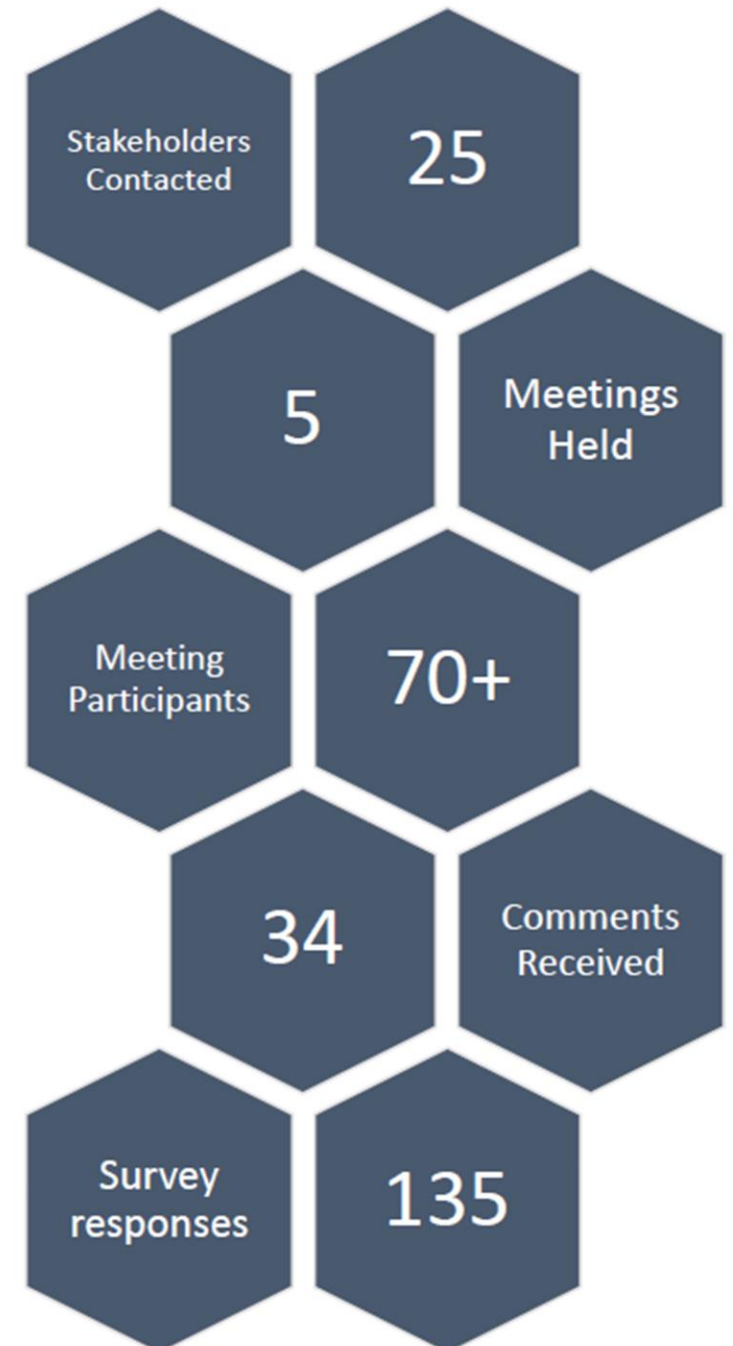 Stakeholders
Contacted
25
5
Meetings
Held
Meeting
Participants
70+
34
Comments
Received
Survey
responses
135